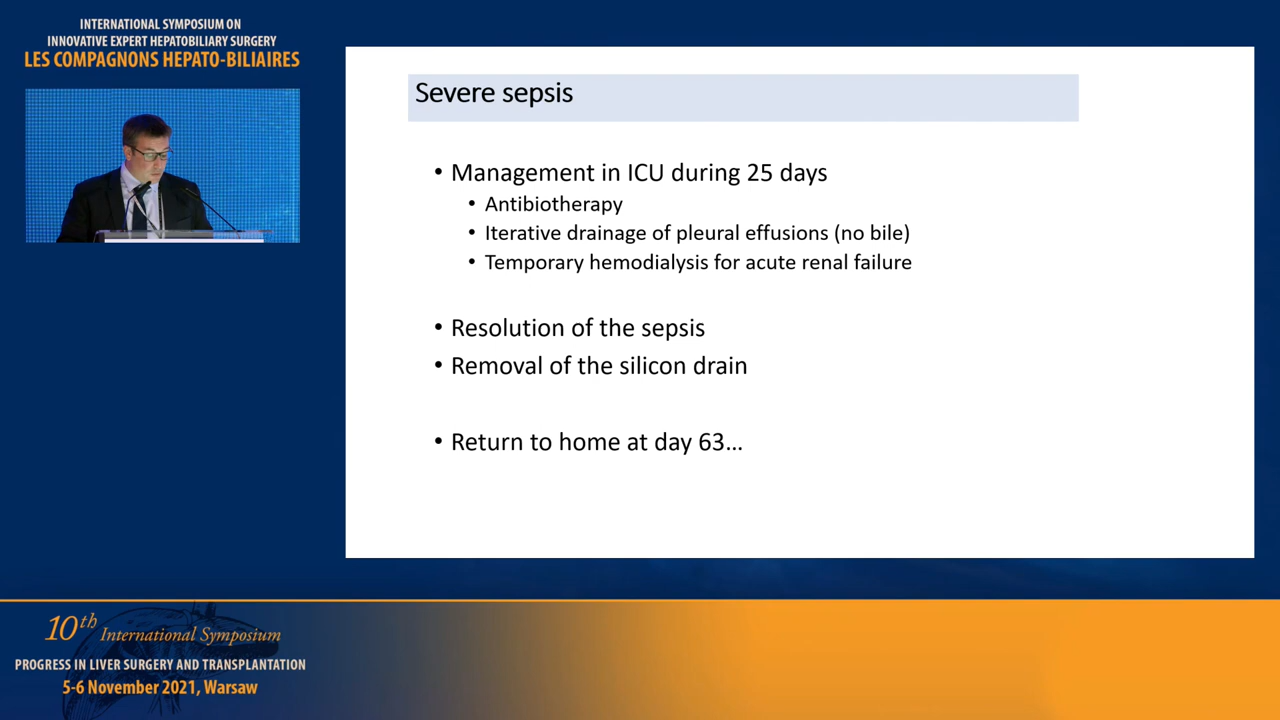 INTERNATIONAL SYMPOSIUM ON
INNOVATIVE EXPERT HEPATOBILIARY SURGERY
LES COMPAGNONS HEPATO-BILIAIRES
Severe sepsis
• Management in ICU during 25 days
• Antibiotherapy
• Iterative drainage of pleural effusions (no bile)
• Temporary hemodialysis for acute renal failure
• Resolution of the sepsis
• Removal of the silicon drain
• Return to home at day 63...
10th International Symposium
PROGRESS IN LIVER SURGERY AND TRANSPLANTATION
5-6 November 2021, Warsaw